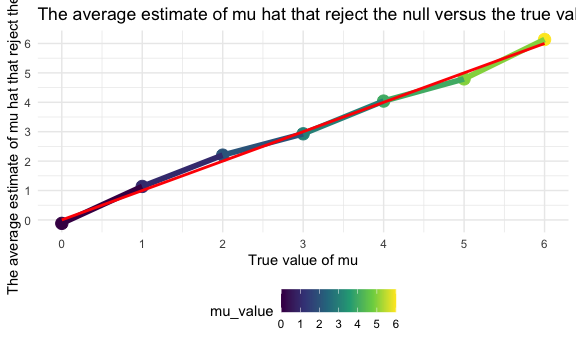 The average estimate of mu hat that reject the null versus the true
The average estimate of mu hat that reject the
6
5
4
3
2
1
0
0 1 2 3 4 5 6
True value of mu
mu_value
0 1 2 3 4 5 6